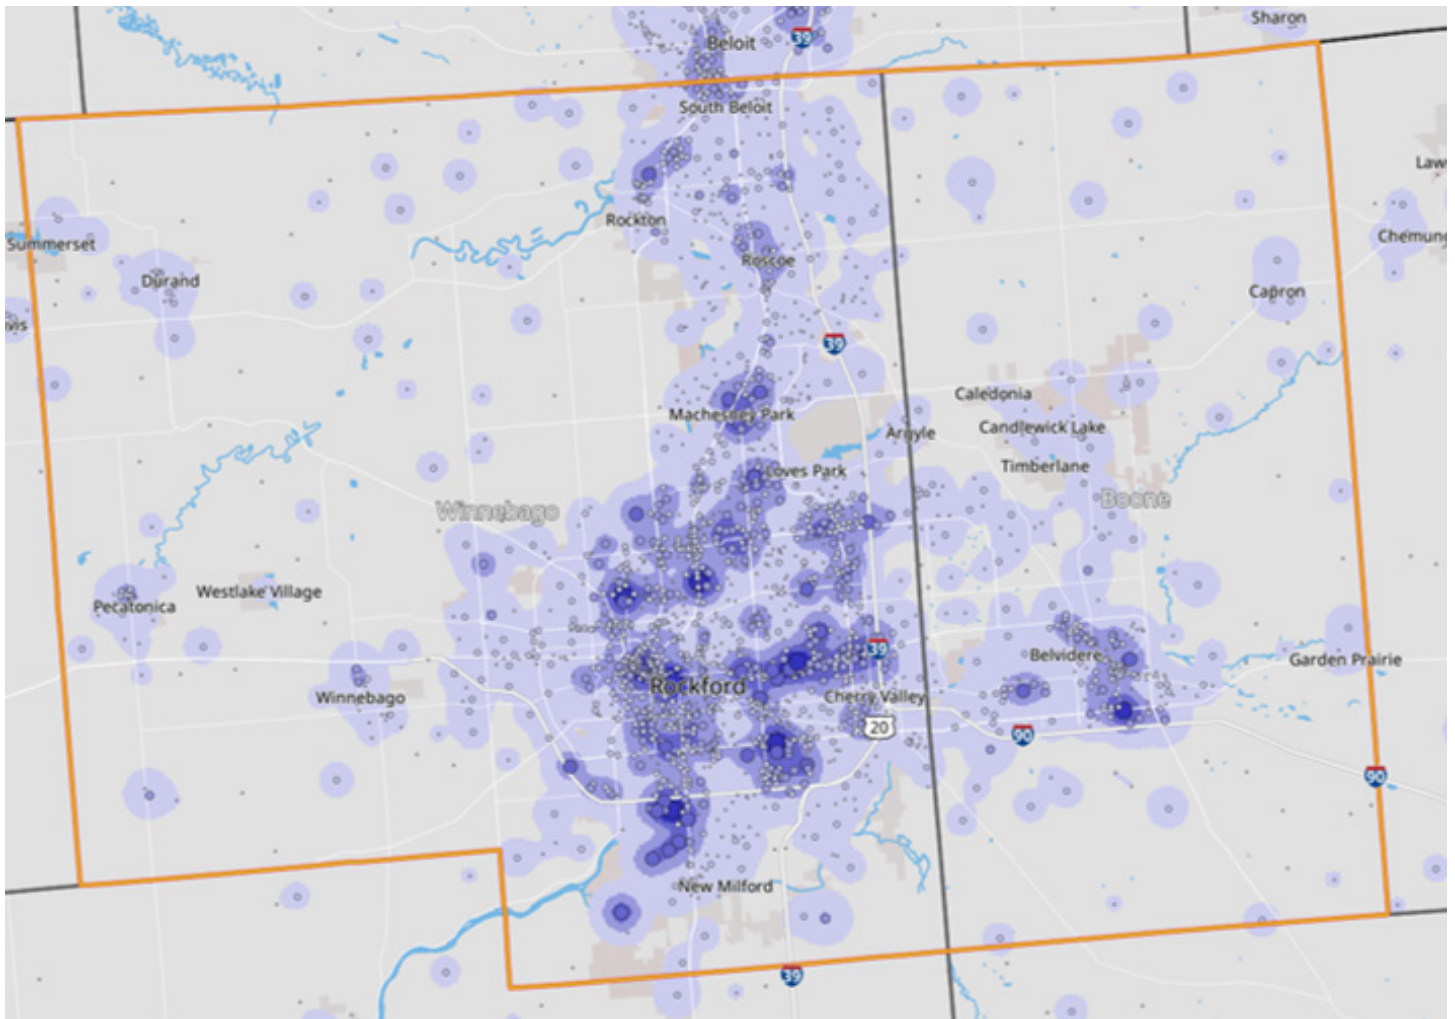 Sharon
39
Beloit
South Beloit
Law
Rockton
Chemung
Summerset
Roscoe
Durand
Capron
vis
39
Caledonia
Machesney Park
Candlewick Lake
Argyle
Timberlane
Loves Park
Boone
Winnebago
Westlake Village
Pecatonica
39
Belvidere
Garden Prairie
Rockford
Winnebago
Cherry Valley
20
90
90
New Milford
39